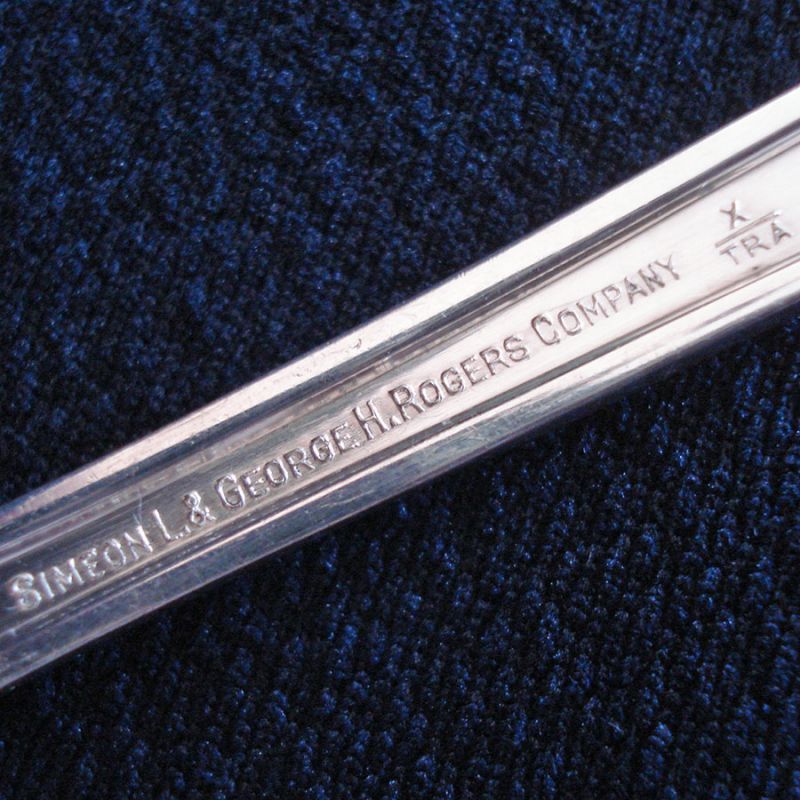 SIMEON L. & GEORGE H. ROGERS COMPANY X
TRA